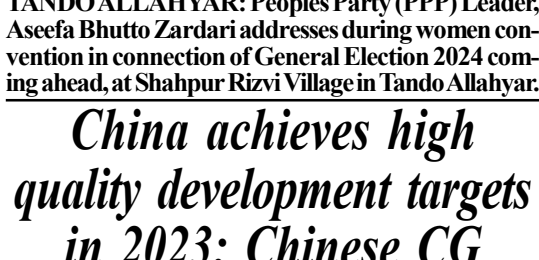 TANDO ALLAHYAR: Peoples Party (PPP) Leader,
Aseefa Bhutto Zardari addresses during women con-
vention in connection of General Election 2024 com-
ing ahead, at Shahpur Rizvi Village in Tando Allahyar.
China achieves high
quality development targets
in 2023: Chinese CG